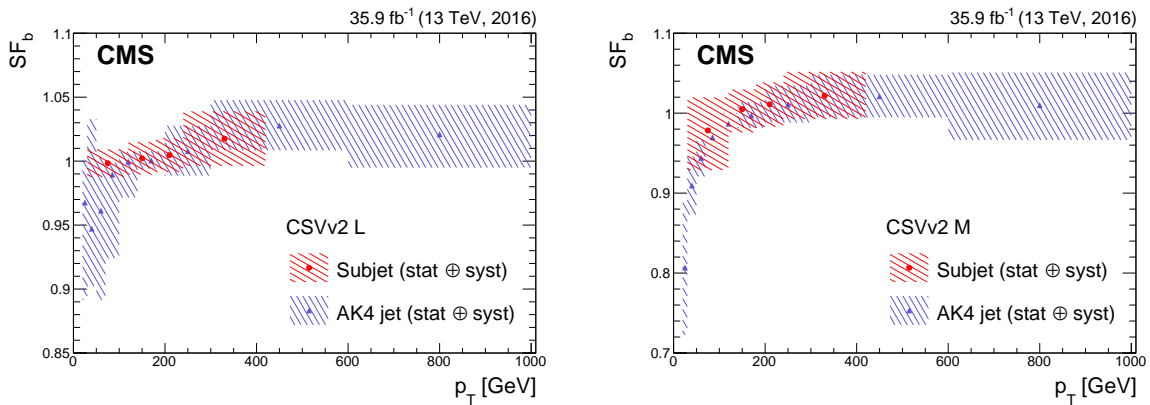 35.9 fb⁻¹ (13 TeV, 2016)
CMS
SF_b
1.1
1.05
1
0.95
0.9
0.85
CSVv2 L
Subjet (stat ⊕ syst)
AK4 jet (stat ⊕ syst)
0 200 400 600 800 1000
p_T [GeV]
35.9 fb⁻¹ (13 TeV, 2016)
CMS
SF_b
1.1
1
0.9
0.8
0.7
CSVv2 M
Subjet (stat ⊕ syst)
AK4 jet (stat ⊕ syst)
0 200 400 600 800 1000
p_T [GeV]